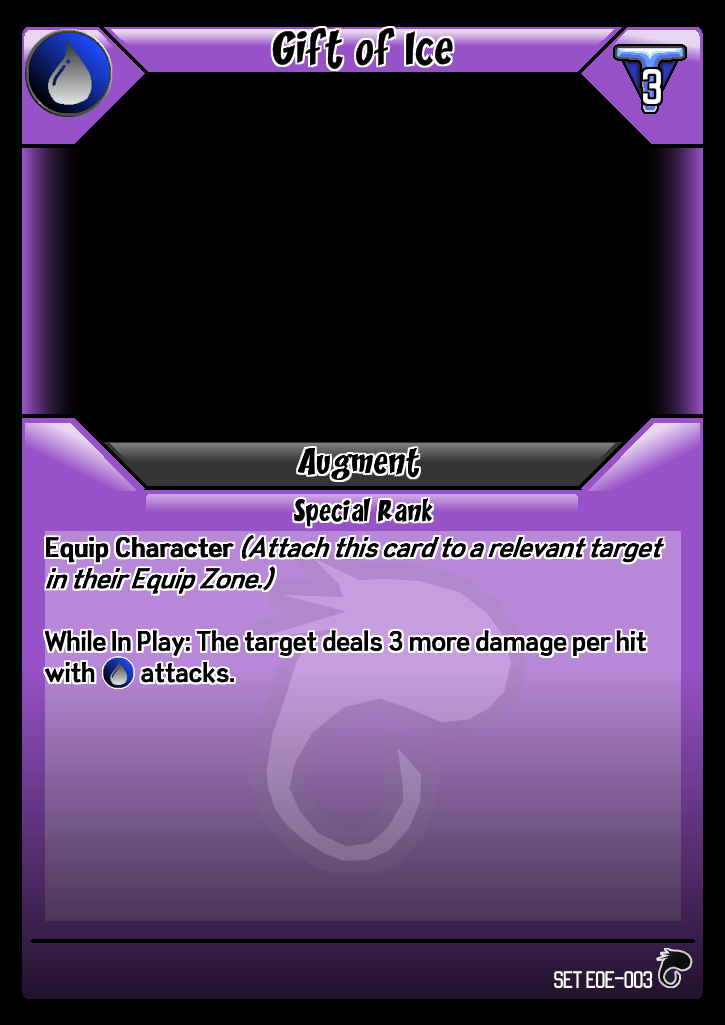 Gift of Ice
3
Augment
Special Rank
Equip Character (Attach this card to a relevant target
in their Equip Zone.)
While In Play: The target deals 3 more damage per hit
with attacks.
SET EOE-003